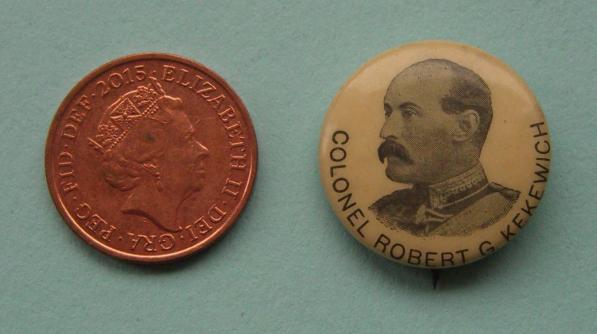 ELIZABETH II · DEI · GRA · REG · FID · DEF · 2015
COLONEL ROBERT G. KEKEWICH